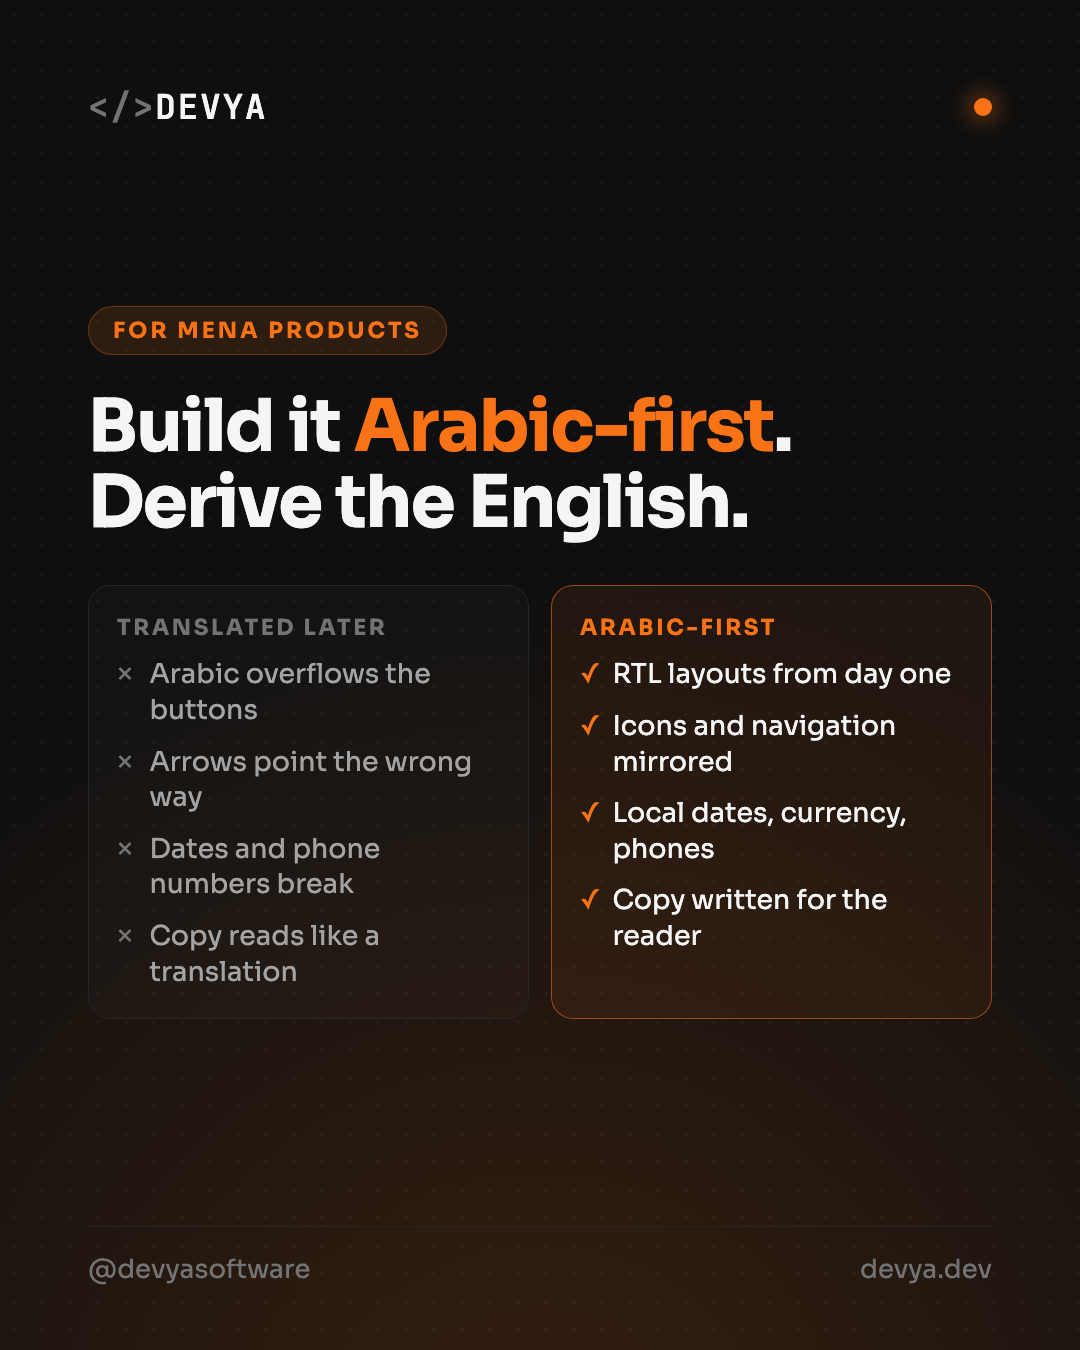 </>DEVYA
FOR MENA PRODUCTS
Build it Arabic-first.
Derive the English.
TRANSLATED LATER
× Arabic overflows the
buttons
× Arrows point the wrong
way
× Dates and phone
numbers break
× Copy reads like a
translation
ARABIC-FIRST
✓ RTL layouts from day one
✓ Icons and navigation
mirrored
✓ Local dates, currency,
phones
✓ Copy written for the
reader
@devyasoftware
devya.dev